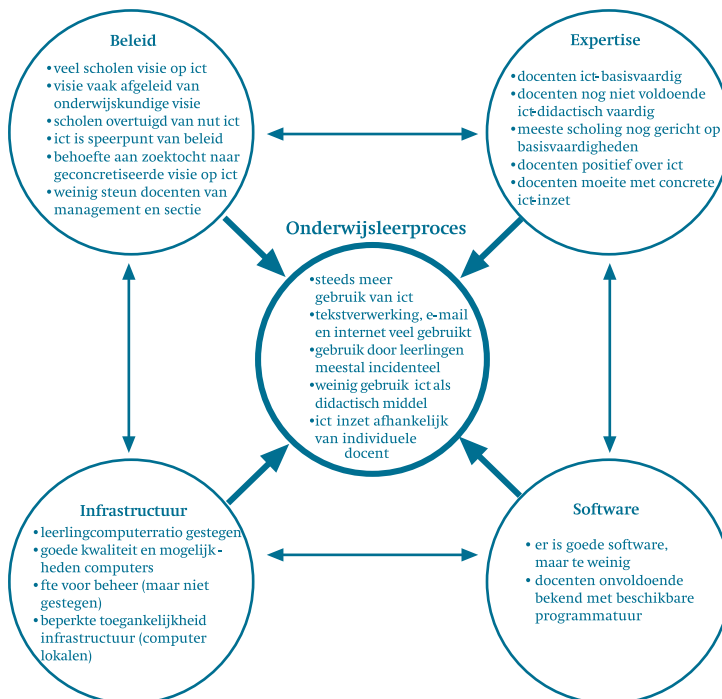 Beleid
•veel scholen visie op ict
•visie vaak afgeleid van
onderwijskundige visie
•scholen overtuigd van nut ict
•ict is speerpunt van beleid
•behoefte aan zoektocht naar
geconcretiseerde visie op ict
•weinig steun docenten van
management en sectie
Expertise
•docenten ict-basisvaardig
•docenten nog niet voldoende
ict-didactisch vaardig
•meeste scholing nog gericht op
basisvaardigheden
•docenten positief over ict
•docenten moeite met concrete
ict-inzet
Onderwijsleerproces
•steeds meer
gebruik van ict
•tekstverwerking, e-mail
en internet veel gebruikt
•gebruik door leerlingen
meestal incidenteel
•weinig gebruik ict als
didactisch middel
•ict inzet afhankelijk
van individuele
docent
Infrastructuur
•leerlingcomputerratio gestegen
•goede kwaliteit en mogelijk-
heden computers
•fte voor beheer (maar niet
gestegen)
•beperkte toegankelijkheid
infrastructuur (computer
lokalen)
Software
• er is goede software,
maar te weinig
• docenten onvoldoende
bekend met beschikbare
programmatuur